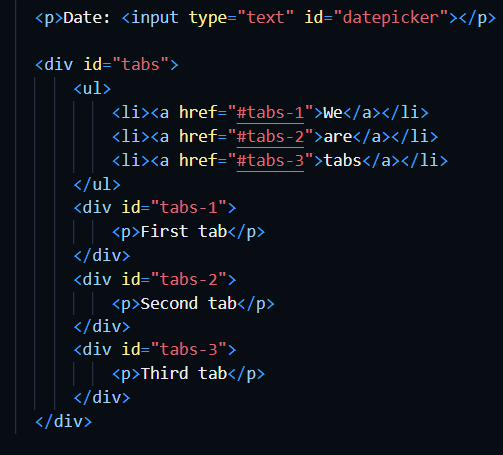 <p>Date: <input type="text" id="datepicker"></p>

<div id="tabs">
    <ul>
        <li><a href="#tabs-1">We</a></li>
        <li><a href="#tabs-2">are</a></li>
        <li><a href="#tabs-3">tabs</a></li>
    </ul>
    <div id="tabs-1">
        <p>First tab</p>
    </div>
    <div id="tabs-2">
        <p>Second tab</p>
    </div>
    <div id="tabs-3">
        <p>Third tab</p>
    </div>
</div>